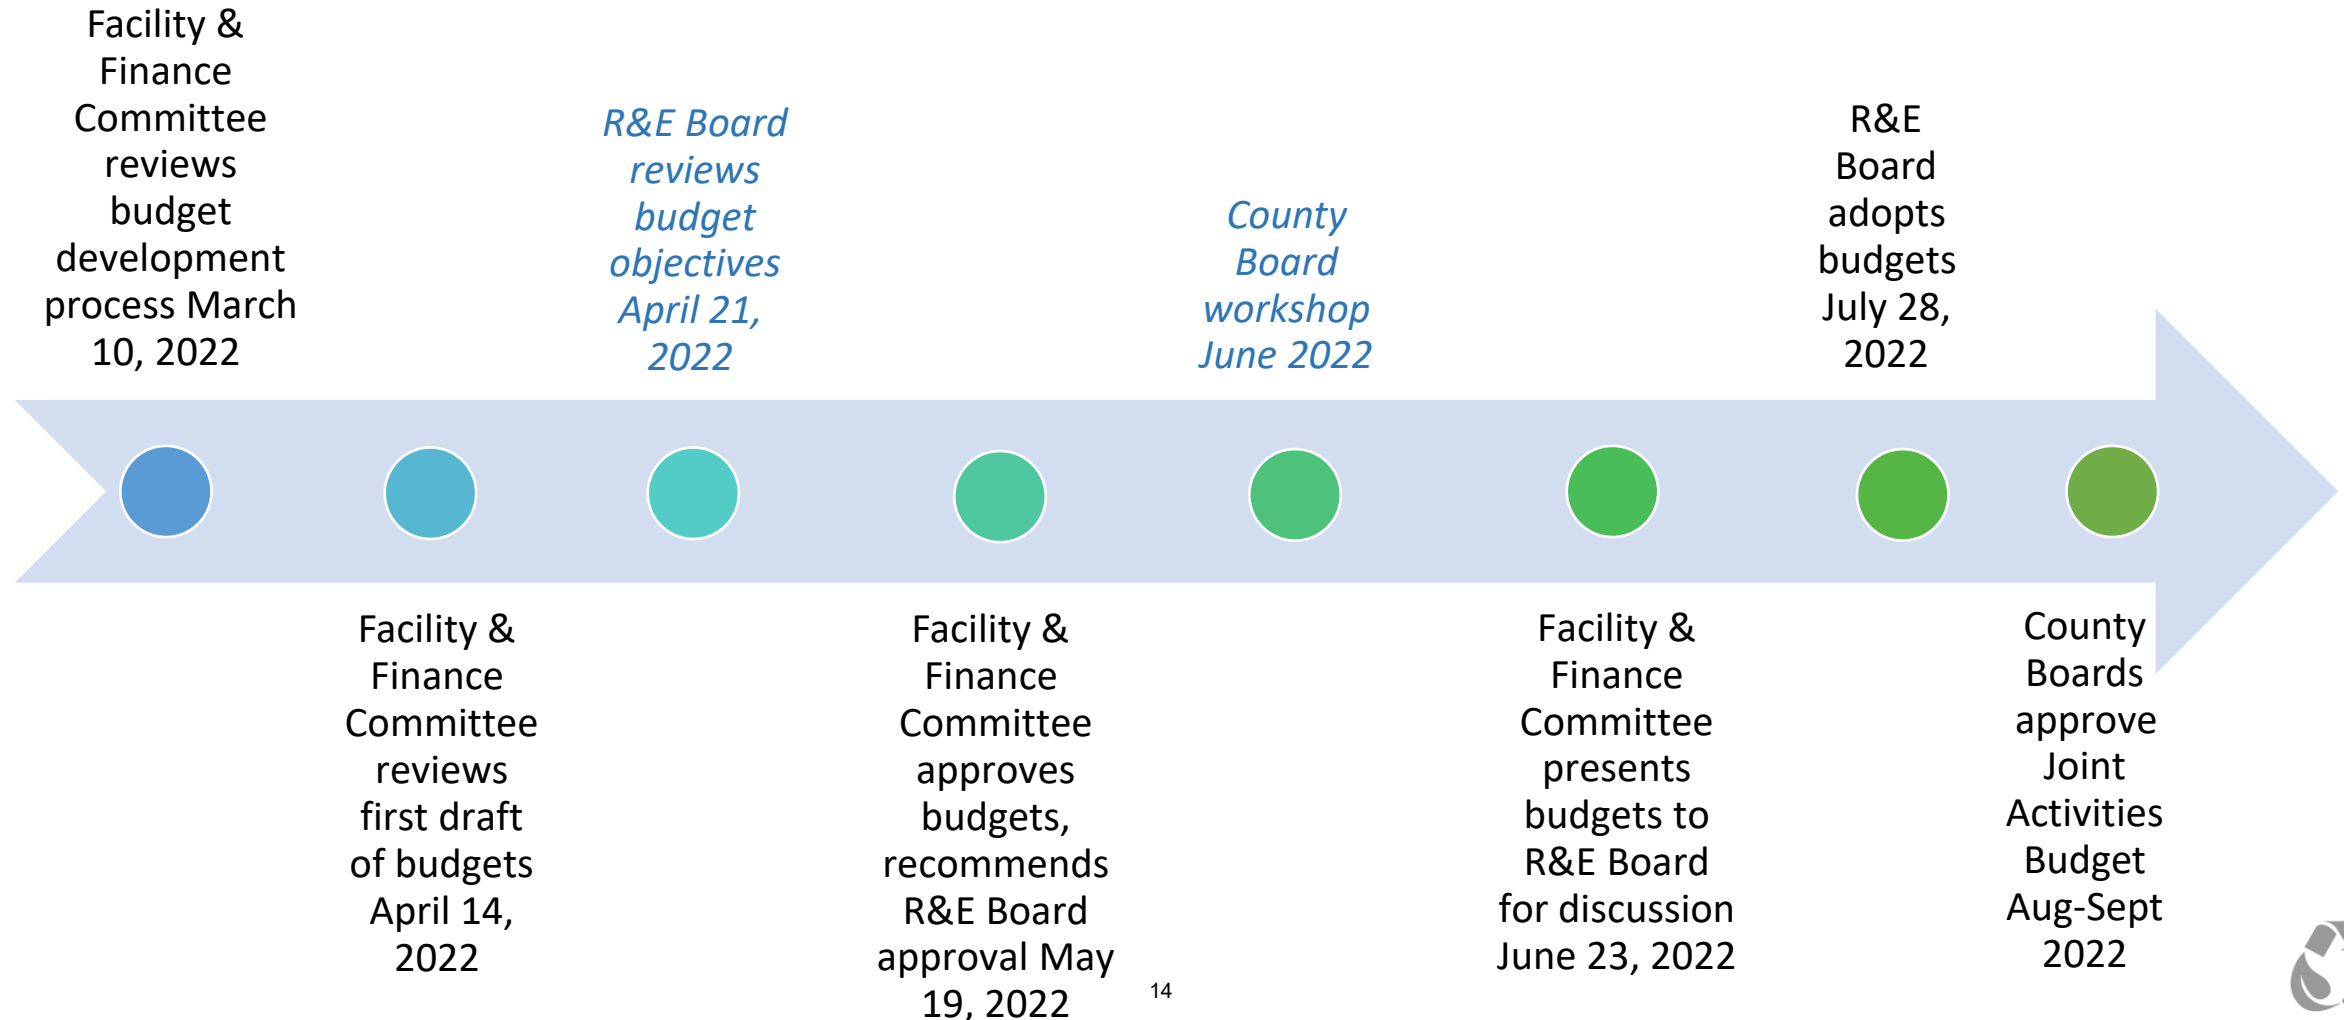 Facility &
Finance
Committee
reviews
budget
development
process March
10, 2022
Facility &
Finance
Committee
reviews
first draft
of budgets
April 14,
2022
R&E Board
reviews
budget
objectives
April 21,
2022
Facility &
Finance
Committee
approves
budgets,
recommends
R&E Board
approval May
19, 2022
County
Board
workshop
June 2022
Facility &
Finance
Committee
presents
budgets to
R&E Board
for discussion
June 23, 2022
R&E
Board
adopts
budgets
July 28,
2022
County
Boards
approve
Joint
Activities
Budget
Aug-Sept
2022
14